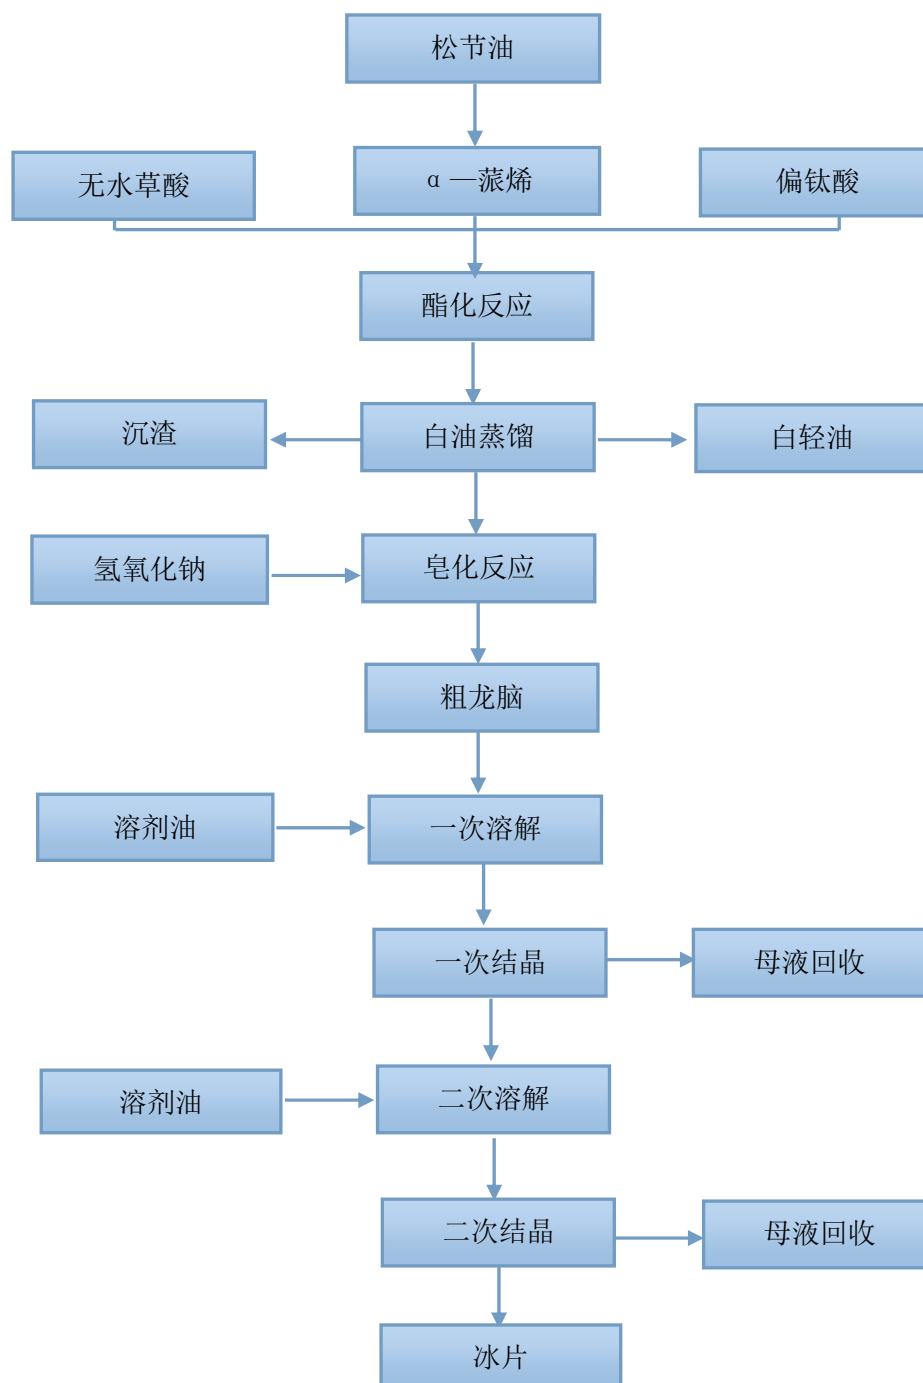 松节油
无水草酸
α—蒎烯
偏钛酸
酯化反应
沉渣
白油蒸馏
白轻油
氢氧化钠
皂化反应
粗龙脑
溶剂油
一次溶解
一次结晶
母液回收
溶剂油
二次溶解
二次结晶
母液回收
冰片